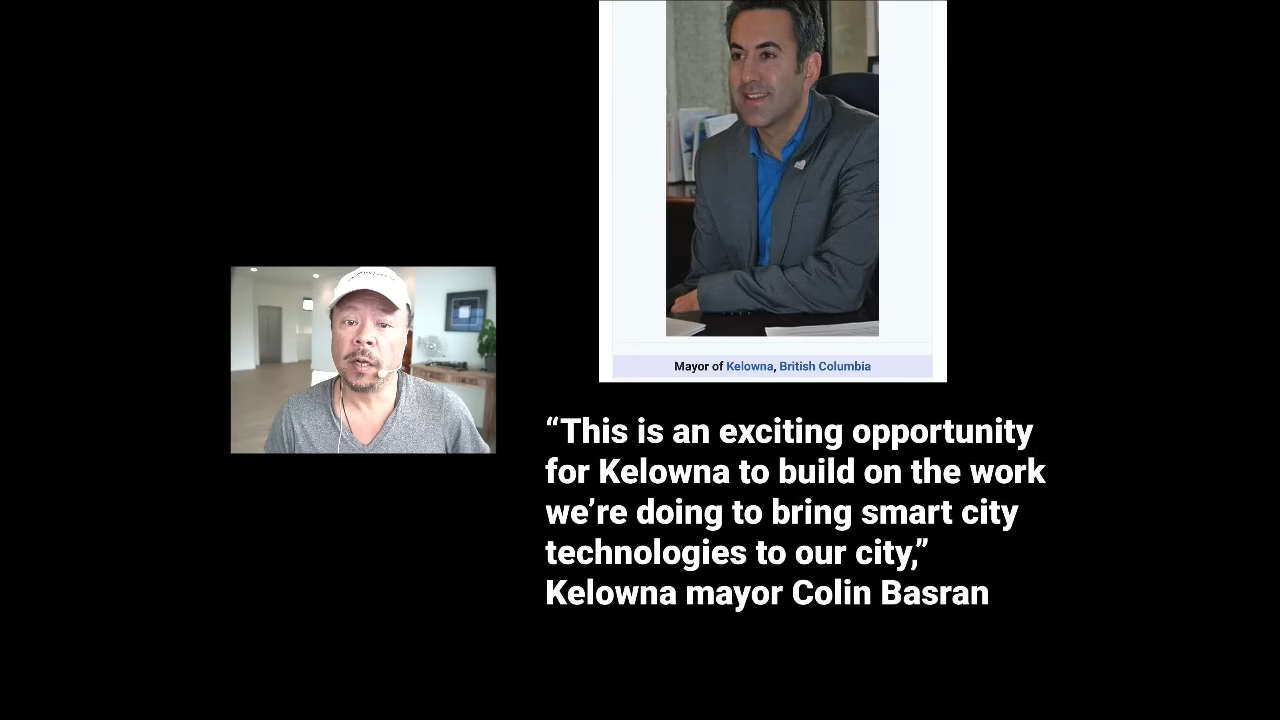 Mayor of Kelowna, British Columbia
“This is an exciting opportunity
for Kelowna to build on the work
we’re doing to bring smart city
technologies to our city,”
Kelowna mayor Colin Basran